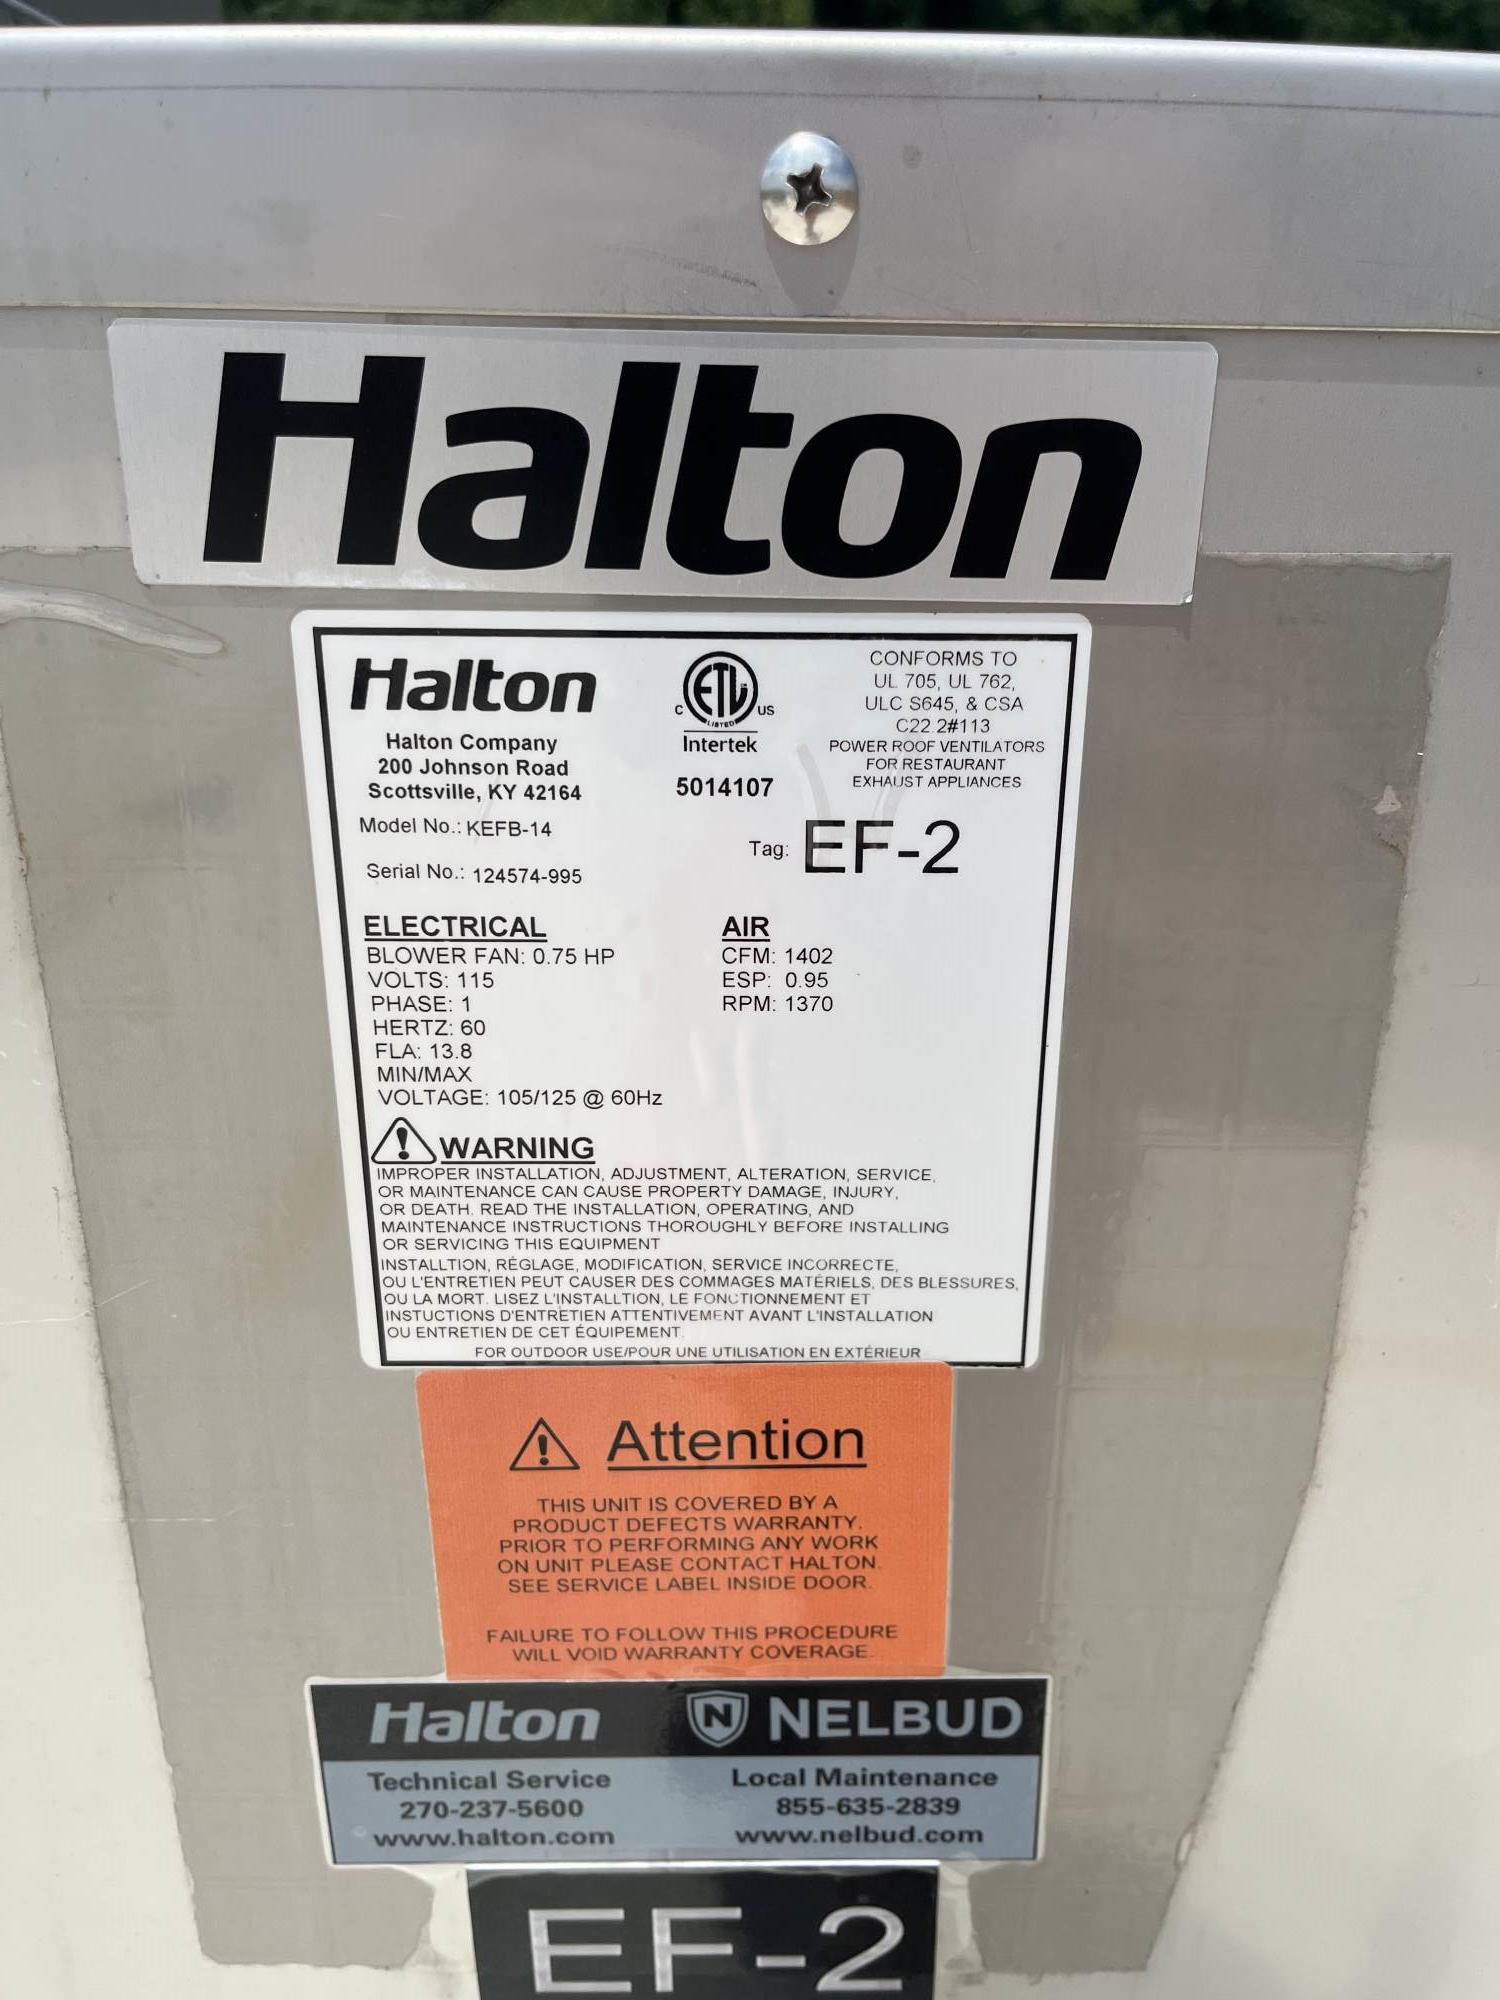 Halton
Halton
Halton Company
200 Johnson Road
Scottsville, KY 42164
C ETL US
LISTED
Intertek
5014107
CONFORMS TO
UL 705, UL 762,
ULC S645, & CSA
C22.2#113
POWER ROOF VENTILATORS
FOR RESTAURANT
EXHAUST APPLIANCES
Model No.: KEFB-14
Serial No.: 124574-995
Tag: EF-2
ELECTRICAL
BLOWER FAN: 0.75 HP
VOLTS: 115
PHASE: 1
HERTZ: 60
FLA: 13.8
MIN/MAX
VOLTAGE: 105/125 @ 60Hz
AIR
CFM: 1402
ESP: 0.95
RPM: 1370
WARNING
IMPROPER INSTALLATION, ADJUSTMENT, ALTERATION, SERVICE,
OR MAINTENANCE CAN CAUSE PROPERTY DAMAGE, INJURY,
OR DEATH. READ THE INSTALLATION, OPERATING, AND
MAINTENANCE INSTRUCTIONS THOROUGHLY BEFORE INSTALLING
OR SERVICING THIS EQUIPMENT
INSTALLTION, RÉGLAGE, MODIFICATION, SERVICE INCORRECTE,
OU L'ENTRETIEN PEUT CAUSER DES COMMAGES MATÉRIELS, DES BLESSURES,
OU LA MORT. LISEZ L'INSTALLTION, LE FONCTIONNEMENT ET
INSTUCTIONS D'ENTRETIEN ATTENTIVEMENT AVANT L'INSTALLATION
OU ENTRETIEN DE CET ÉQUIPEMENT.
FOR OUTDOOR USE/POUR UNE UTILISATION EN EXTÉRIEUR
Attention
THIS UNIT IS COVERED BY A
PRODUCT DEFECTS WARRANTY.
PRIOR TO PERFORMING ANY WORK
ON UNIT PLEASE CONTACT HALTON.
SEE SERVICE LABEL INSIDE DOOR.
FAILURE TO FOLLOW THIS PROCEDURE
WILL VOID WARRANTY COVERAGE.
Halton
Technical Service
270-237-5600
www.halton.com
N NELBUD
Local Maintenance
855-635-2839
www.nelbud.com
EF-2